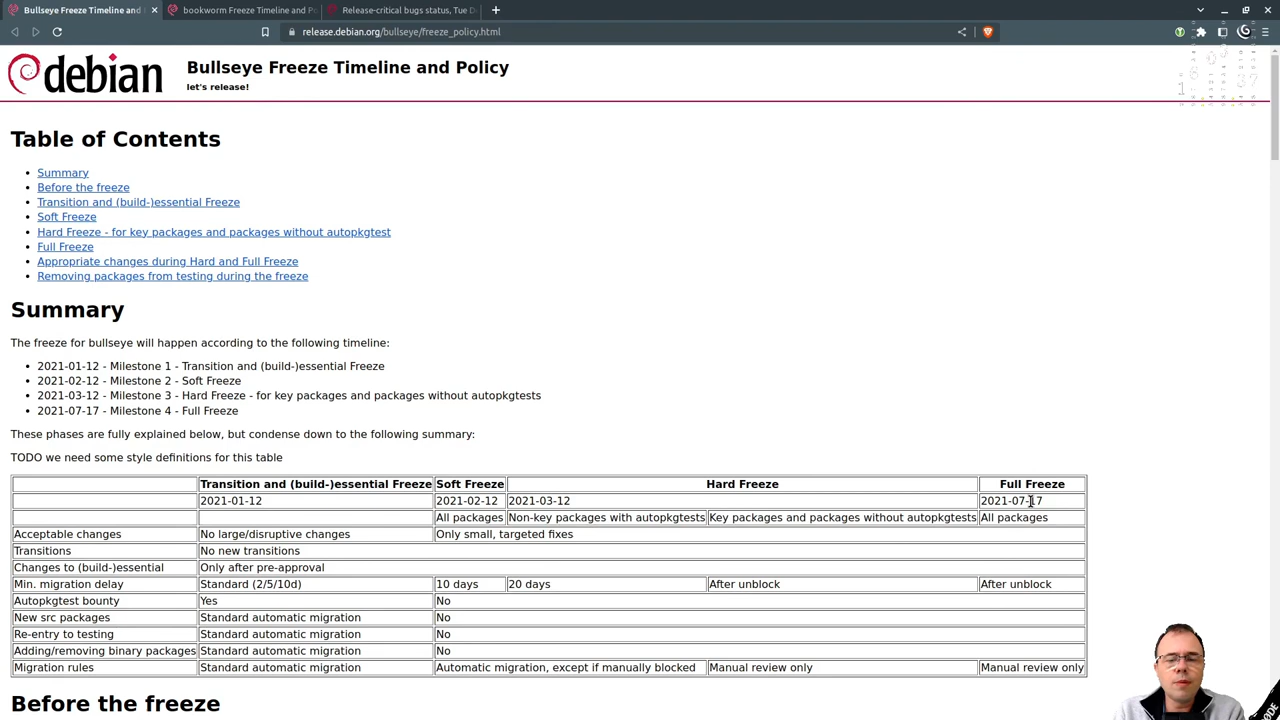 Bullseye Freeze Timeline and
bookworm Freeze Timeline and Po
Release-critical bugs status, Tue D
release.debian.org/bullseye/freeze_policy.html
debian
Bullseye Freeze Timeline and Policy
let's release!
Table of Contents
Summary
Before the freeze
Transition and (build-)essential Freeze
Soft Freeze
Hard Freeze - for key packages and packages without autopkgtest
Full Freeze
Appropriate changes during Hard and Full Freeze
Removing packages from testing during the freeze
Summary
The freeze for bullseye will happen according to the following timeline:
2021-01-12 - Milestone 1 - Transition and (build-)essential Freeze
2021-02-12 - Milestone 2 - Soft Freeze
2021-03-12 - Milestone 3 - Hard Freeze - for key packages and packages without autopkgtests
2021-07-17 - Milestone 4 - Full Freeze
These phases are fully explained below, but condense down to the following summary:
TODO we need some style definitions for this table
Transition and (build-)essential Freeze Soft Freeze Hard Freeze Full Freeze
2021-01-12 2021-02-12 2021-03-12 2021-07-17
All packages Non-key packages with autopkgtests Key packages and packages without autopkgtests All packages
Acceptable changes No large/disruptive changes Only small, targeted fixes
Transitions No new transitions
Changes to (build-)essential Only after pre-approval
Min. migration delay Standard (2/5/10d) 10 days 20 days After unblock After unblock
Autopkgtest bounty Yes No
New src packages Standard automatic migration No
Re-entry to testing Standard automatic migration No
Adding/removing binary packages Standard automatic migration No
Migration rules Standard automatic migration Automatic migration, except if manually blocked Manual review only Manual review only
Before the freeze